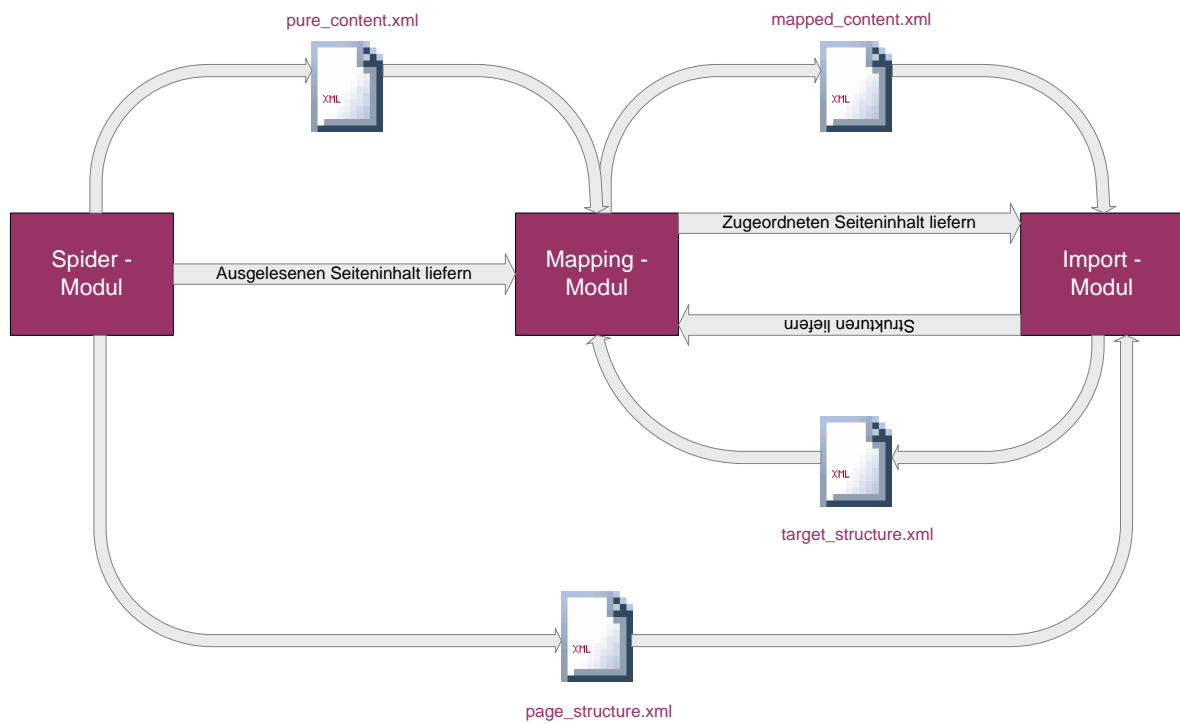 pure_content.xml
mapped_content.xml
XML
XML
Spider -
Modul
Ausgelesenen Seiteninhalt liefern
Mapping -
Modul
Zugeordneten Seiteninhalt liefern
Strukturen liefern
Import -
Modul
XML
target_structure.xml
XML
page_structure.xml